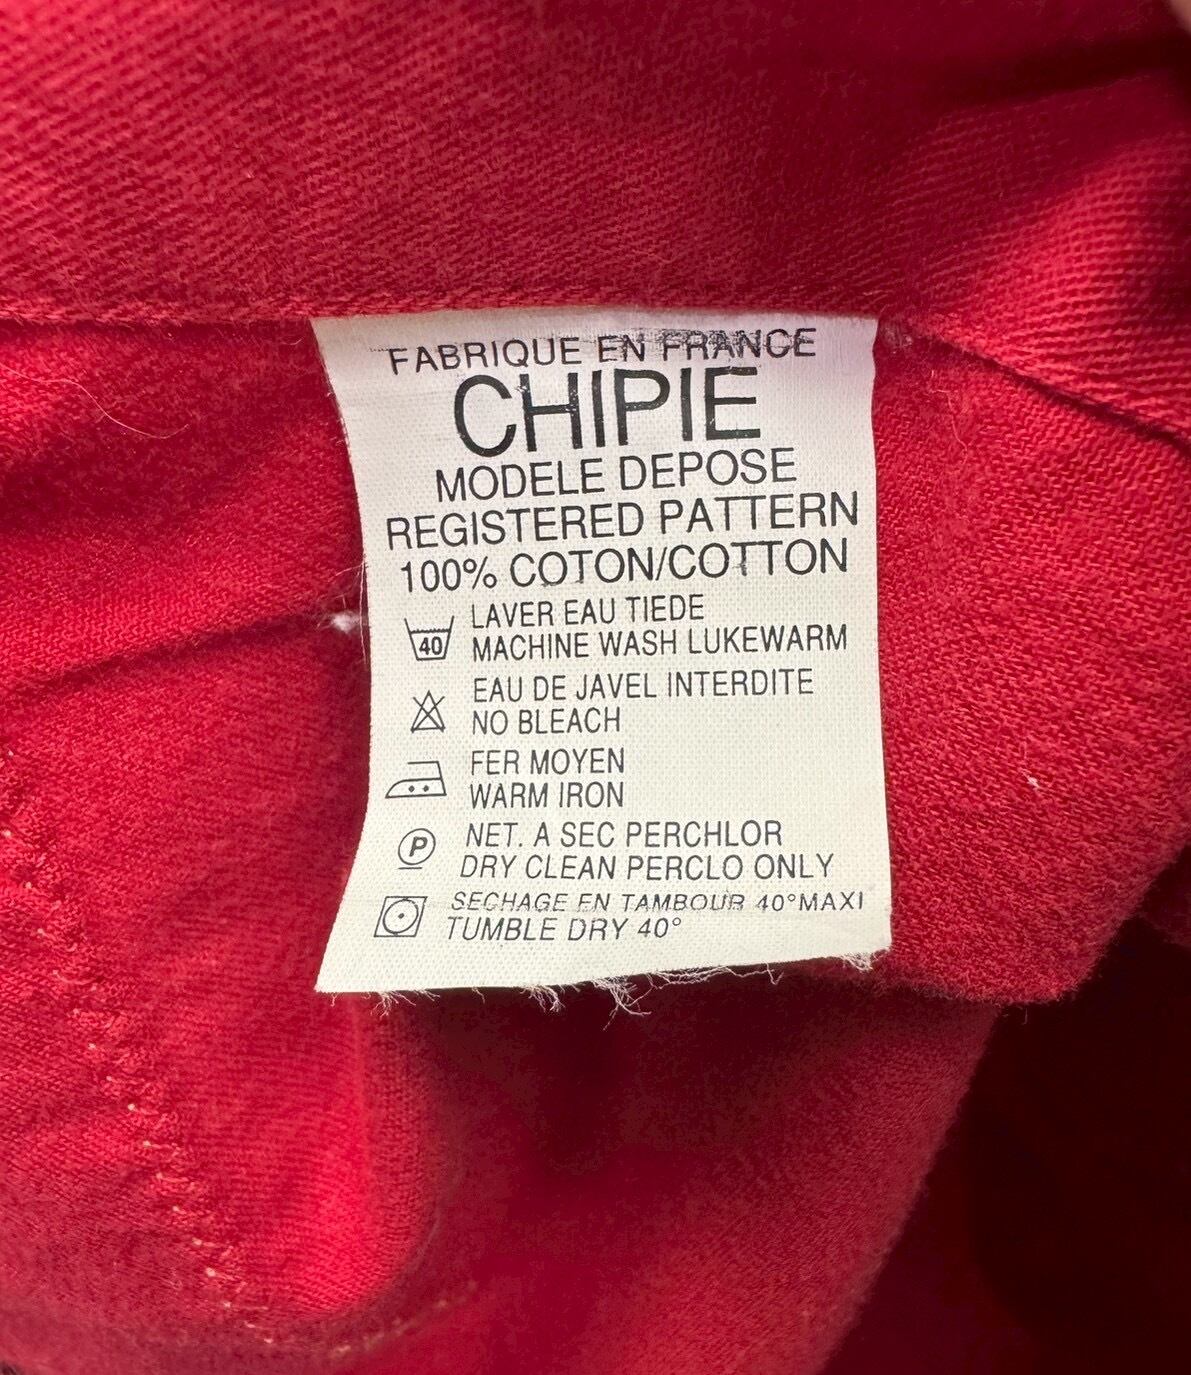 FABRIQUE EN FRANCE
CHIPIE
MODELE DEPOSE
REGISTERED PATTERN
100% COTON/COTTON
LAVER EAU TIEDE
40 MACHINE WASH LUKEWARM
EAU DE JAVEL INTERDITE
NO BLEACH
FER MOYEN
WARM IRON
P NET. A SEC PERCHLOR
DRY CLEAN PERCLO ONLY
SECHAGE EN TAMBOUR 40°MAXI
TUMBLE DRY 40°